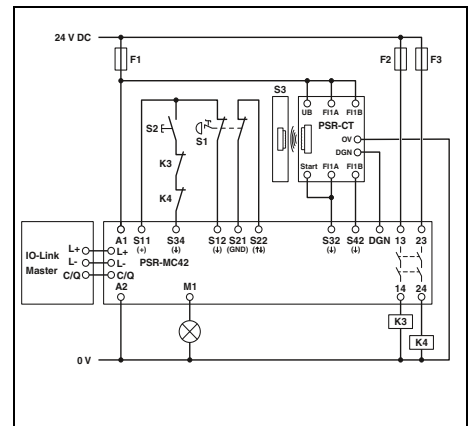 24 V DC
F1
F2
F3
S3
UB FI1A FI1B
PSR-CT
0V
DGN
Start FI1A FI1B
S2
S1
K3
K4
A1 S11 S34 S12 S21 S22 S32 S42 DGN 13 23
(+) (↓) (↓) (GND) (↑↓) (↓) (↓)
IO-Link
Master
L+ L+
L- L-
C/Q C/Q
PSR-MC42
A2 M1 14 24
K3
K4
0 V